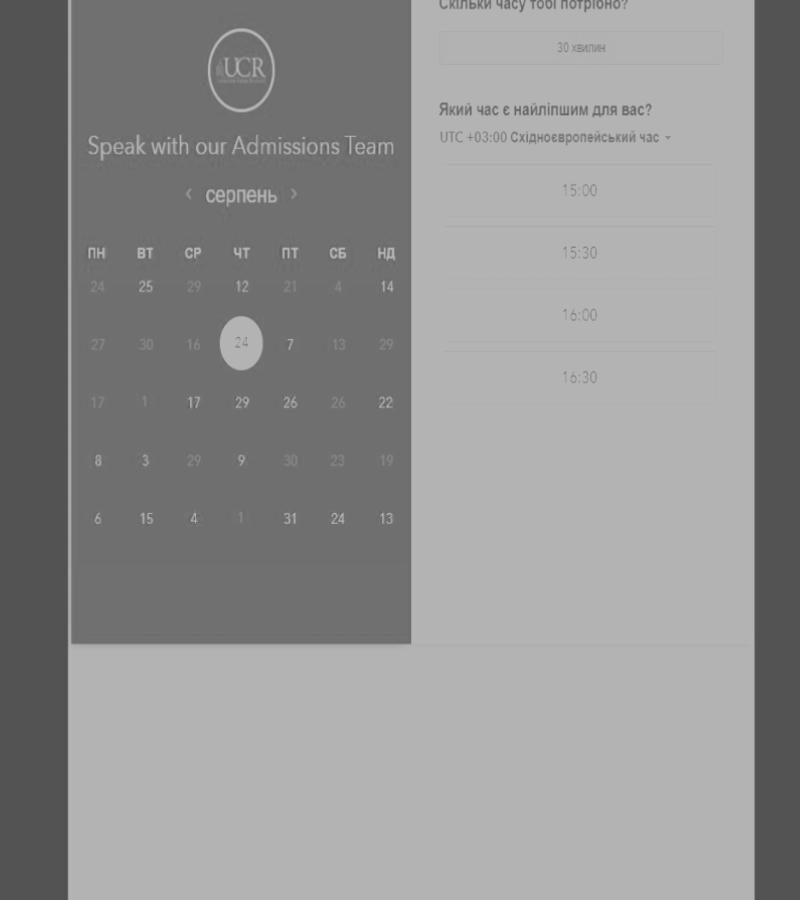 UCR
Speak with our Admissions Team
серпень
ПН ВТ СР ЧТ ПТ СБ НД
24 25 29 12 21 4 14
27 30 16 24 7 13 29
17 1 17 29 26 26 22
8 3 29 9 30 23 19
6 15 4 1 31 24 13
Скільки часу тобі потрібно?
30 хвилин
Який час є найліпшим для вас?
UTC +03:00 Східноєвропейський час
15:00
15:30
16:00
16:30